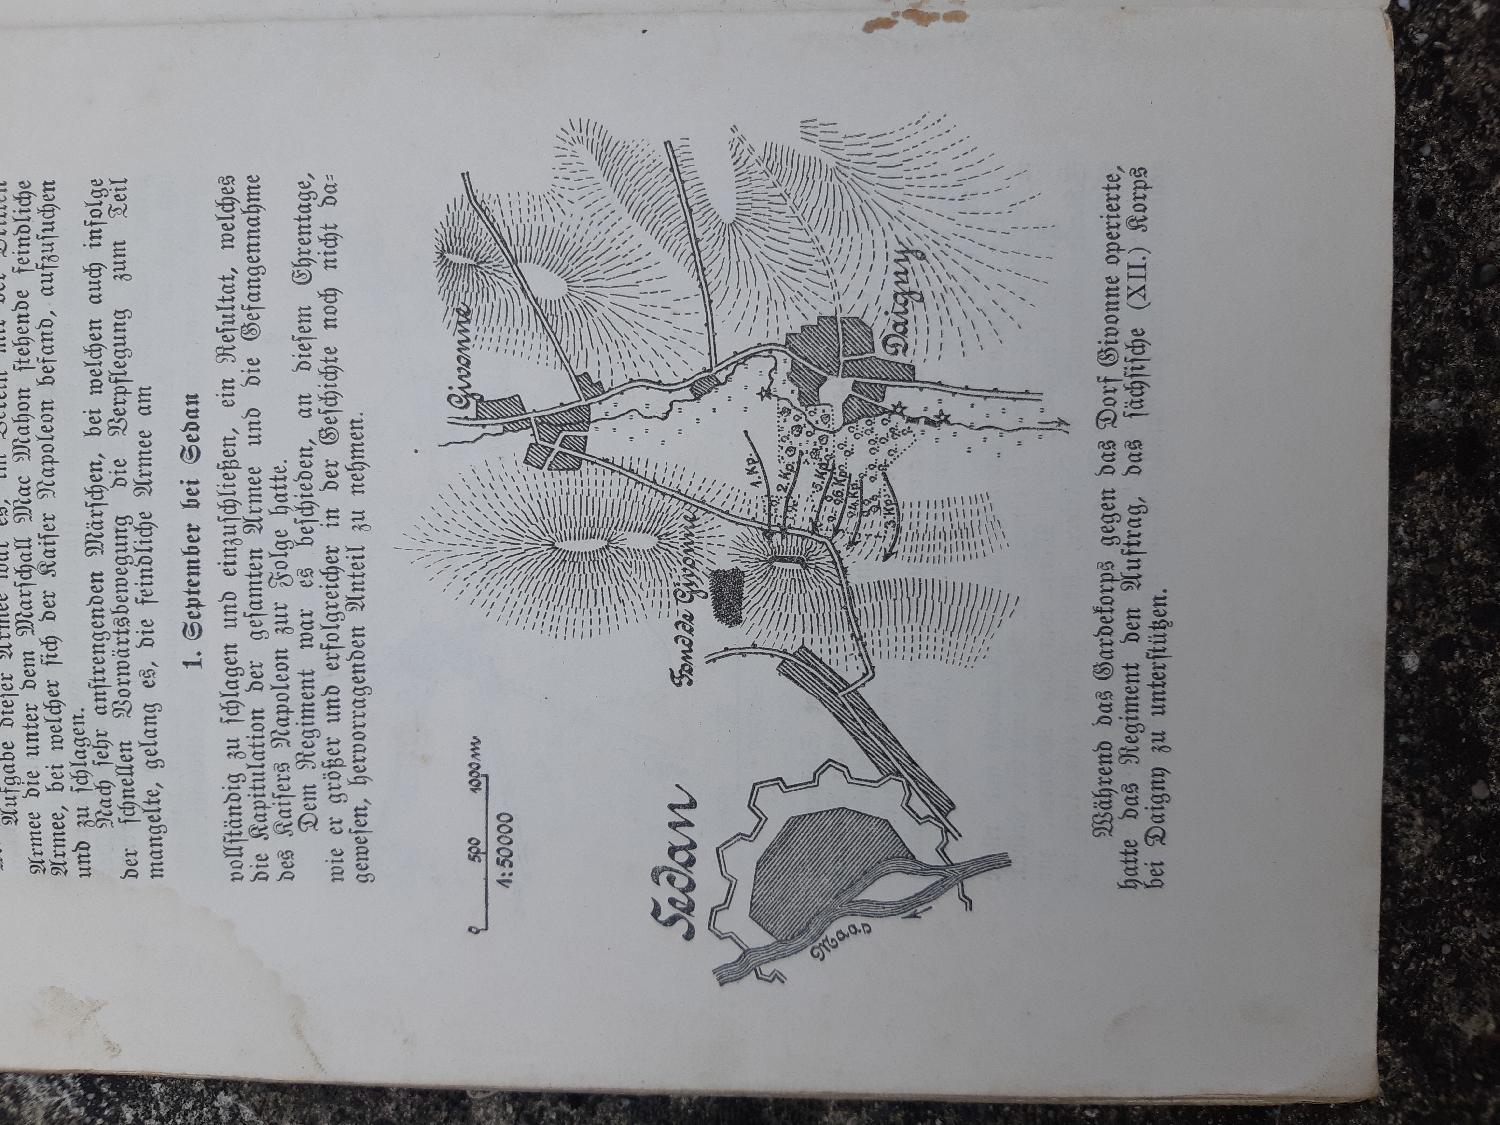 Aufgabe dieser Armee war es, im Verein mit der Dritten
Armee die unter dem Marschall Mac Mahon stehende feindliche
Armee, bei welcher sich der Kaiser Napoleon befand, aufzusuchen
und zu schlagen.
Nach sehr anstrengenden Märschen, bei welchen auch infolge
der schnellen Vorwärtsbewegung die Verpflegung zum Teil
mangelte, gelang es, die feindliche Armee am
1. September bei Sedan
vollständig zu schlagen und einzuschließen, ein Resultat, welches
die Kapitulation der gesamten Armee und die Gefangennahme
des Kaisers Napoleon zur Folge hatte.
Dem Regiment war es beschieden, an diesem Ehrentage,
wie er größer und erfolgreicher in der Geschichte noch nicht da=
gewesen, hervorragenden Anteil zu nehmen.
Givonne
0 500 1000 m
1:50000
Fond de Givonne
1. Kp.
2. Kp.
5. Kp.
6. Kp.
4. Kp.
3. Kp.
Daigny
Sedan
Maas
Während das Gardekorps gegen das Dorf Givonne operierte,
hatte das Regiment den Auftrag, das sächsische (XII.) Korps
bei Daigny zu unterstützen.